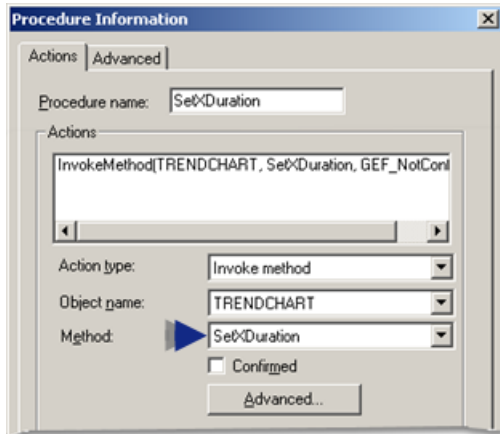 Procedure Information
Actions Advanced
Procedure name: SetXDuration
Actions
InvokeMethod(TRENDCHART, SetXDuration, GEF_NotConf
Action type: Invoke method
Object name: TRENDCHART
Method: SetXDuration
Confirmed
Advanced...